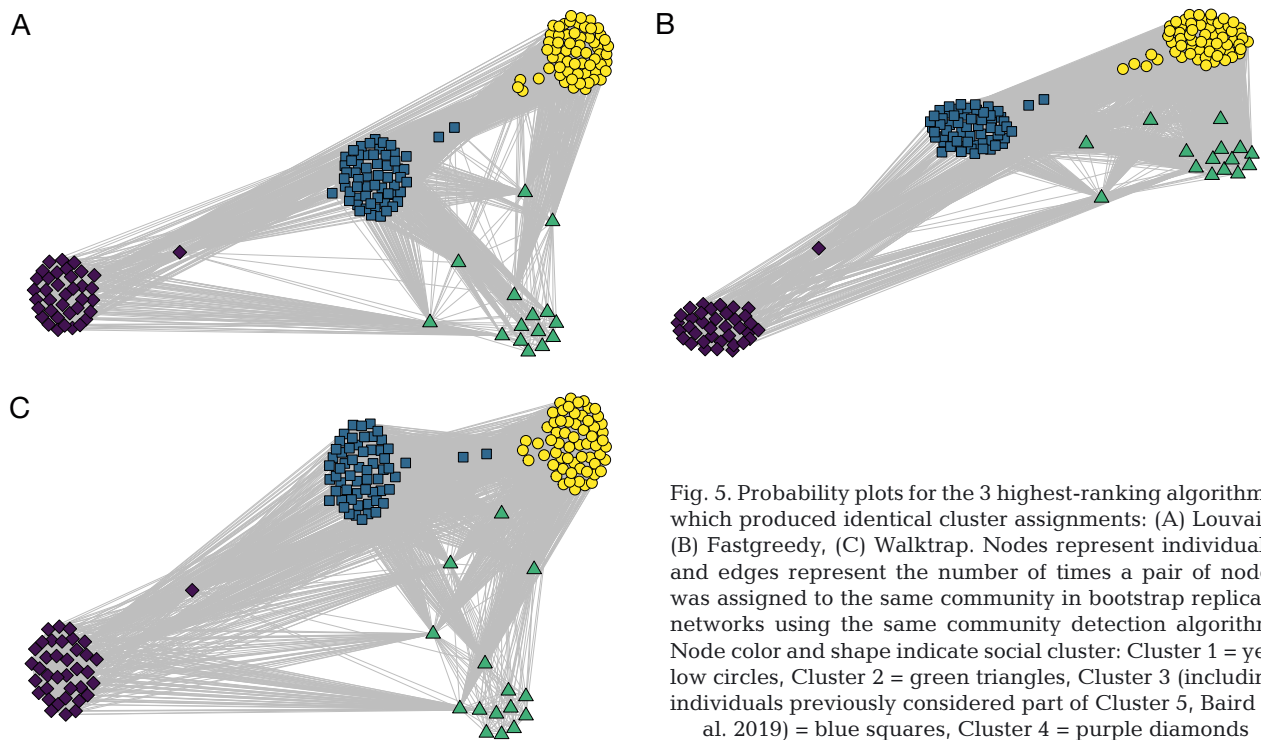 A
B
C
Fig. 5. Probability plots for the 3 highest-ranking algorithm
which produced identical cluster assignments: (A) Louvai
(B) Fastgreedy, (C) Walktrap. Nodes represent individual
and edges represent the number of times a pair of node
was assigned to the same community in bootstrap replica
networks using the same community detection algorithm
Node color and shape indicate social cluster: Cluster 1 = ye
low circles, Cluster 2 = green triangles, Cluster 3 (includin
individuals previously considered part of Cluster 5, Baird
al. 2019) = blue squares, Cluster 4 = purple diamonds